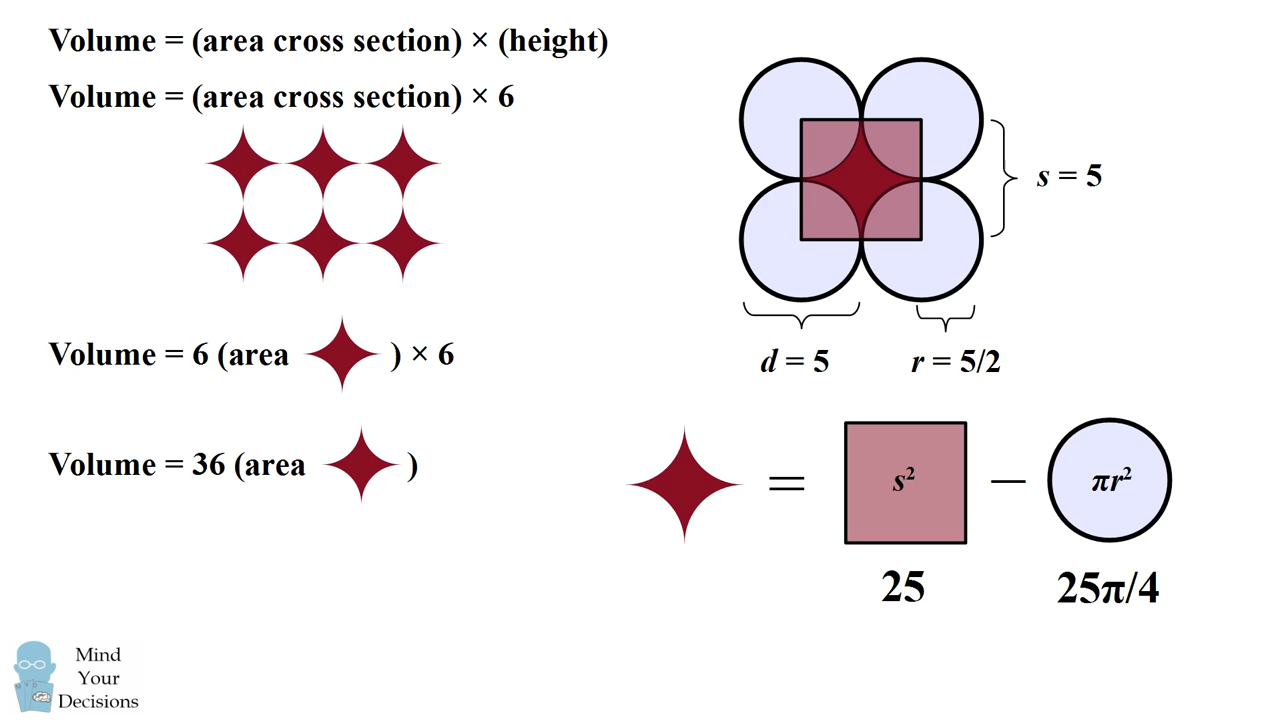 Volume = (area cross section) × (height)
Volume = (area cross section) × 6
Volume = 6 (area ) × 6
Volume = 36 (area )
s = 5
d = 5
r = 5/2
= s² − πr²
25
25π/4
Mind
Your
Decisions